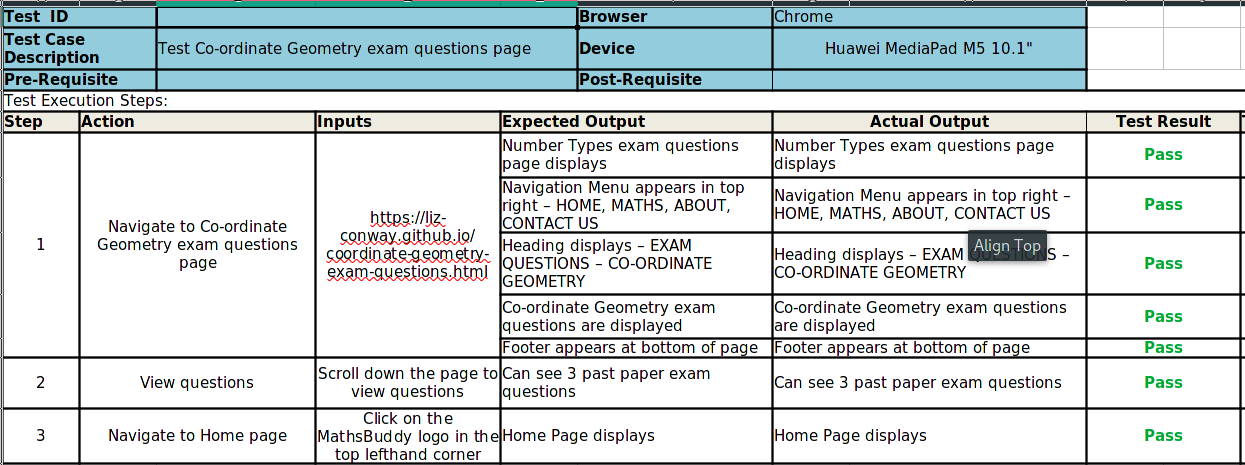 Test  ID
Browser
Chrome
Test Case
Description
Test Co-ordinate Geometry exam questions page
Device
Huawei MediaPad M5 10.1"
Pre-Requisite
Post-Requisite
Test Execution Steps:
Step
Action
Inputs
Expected Output
Actual Output
Test Result
1
Navigate to Co-ordinate
Geometry exam questions
page
https://liz-
conway.github.io/
coordinate-geometry-
exam-questions.html
Number Types exam questions
page displays
Number Types exam questions page
displays
Pass
Navigation Menu appears in top
right – HOME, MATHS, ABOUT,
CONTACT US
Navigation Menu appears in top right –
HOME, MATHS, ABOUT, CONTACT US
Pass
Heading displays – EXAM
QUESTIONS – CO-ORDINATE
GEOMETRY
Heading displays – EXAM QUESTIONS –
CO-ORDINATE GEOMETRY
Align Top
Pass
Co-ordinate Geometry exam
questions are displayed
Co-ordinate Geometry exam questions
are displayed
Pass
Footer appears at bottom of page
Footer appears at bottom of page
Pass
2
View questions
Scroll down the page to
view questions
Can see 3 past paper exam
questions
Can see 3 past paper exam questions
Pass
3
Navigate to Home page
Click on the
MathsBuddy logo in the
top lefthand corner
Home Page displays
Home Page displays
Pass